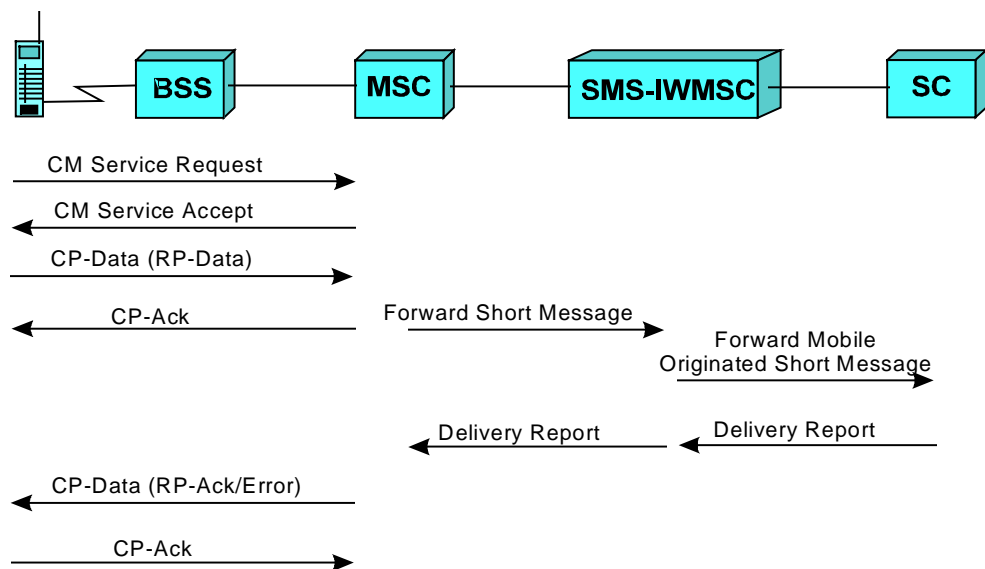 BSS
MSC
SMS-IWMSC
SC
CM Service Request
CM Service Accept
CP-Data (RP-Data)
CP-Ack
Forward Short Message
Forward Mobile
Originated Short Message
Delivery Report
Delivery Report
CP-Data (RP-Ack/Error)
CP-Ack